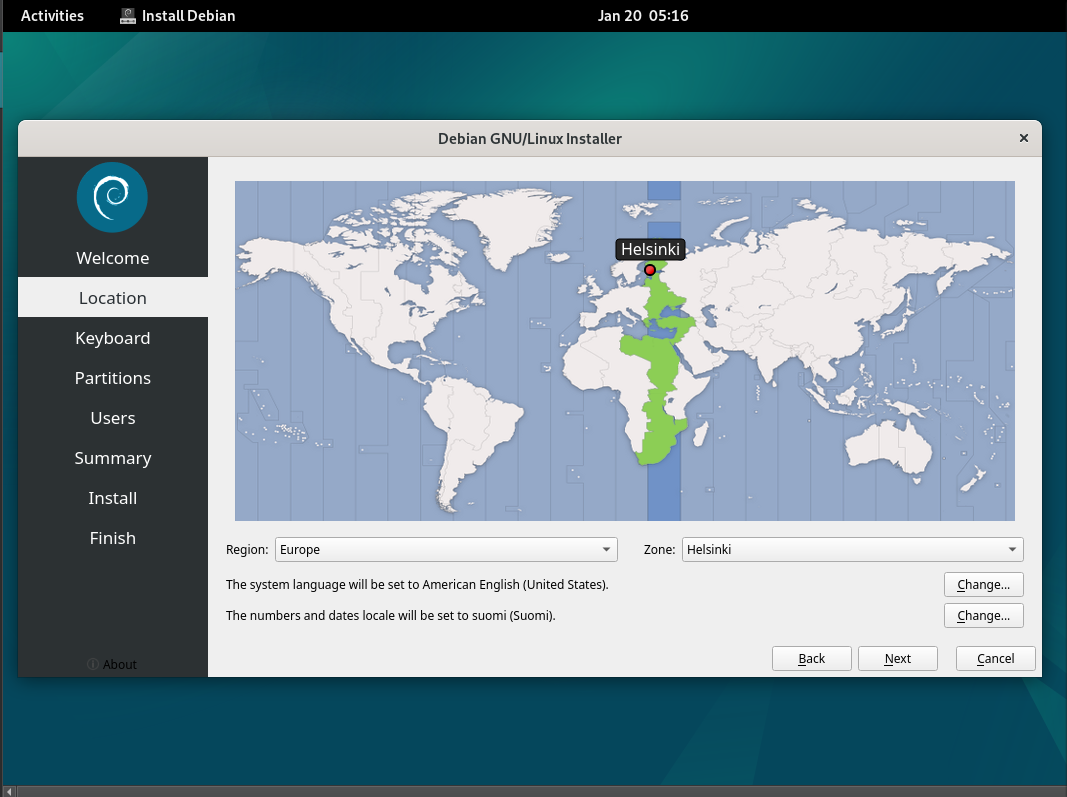 Activities Install Debian Jan 20 05:16
Debian GNU/Linux Installer
Welcome
Location
Keyboard
Partitions
Users
Summary
Install
Finish
About
Helsinki
Region: Europe Zone: Helsinki
The system language will be set to American English (United States). Change...
The numbers and dates locale will be set to suomi (Suomi). Change...
Back Next Cancel